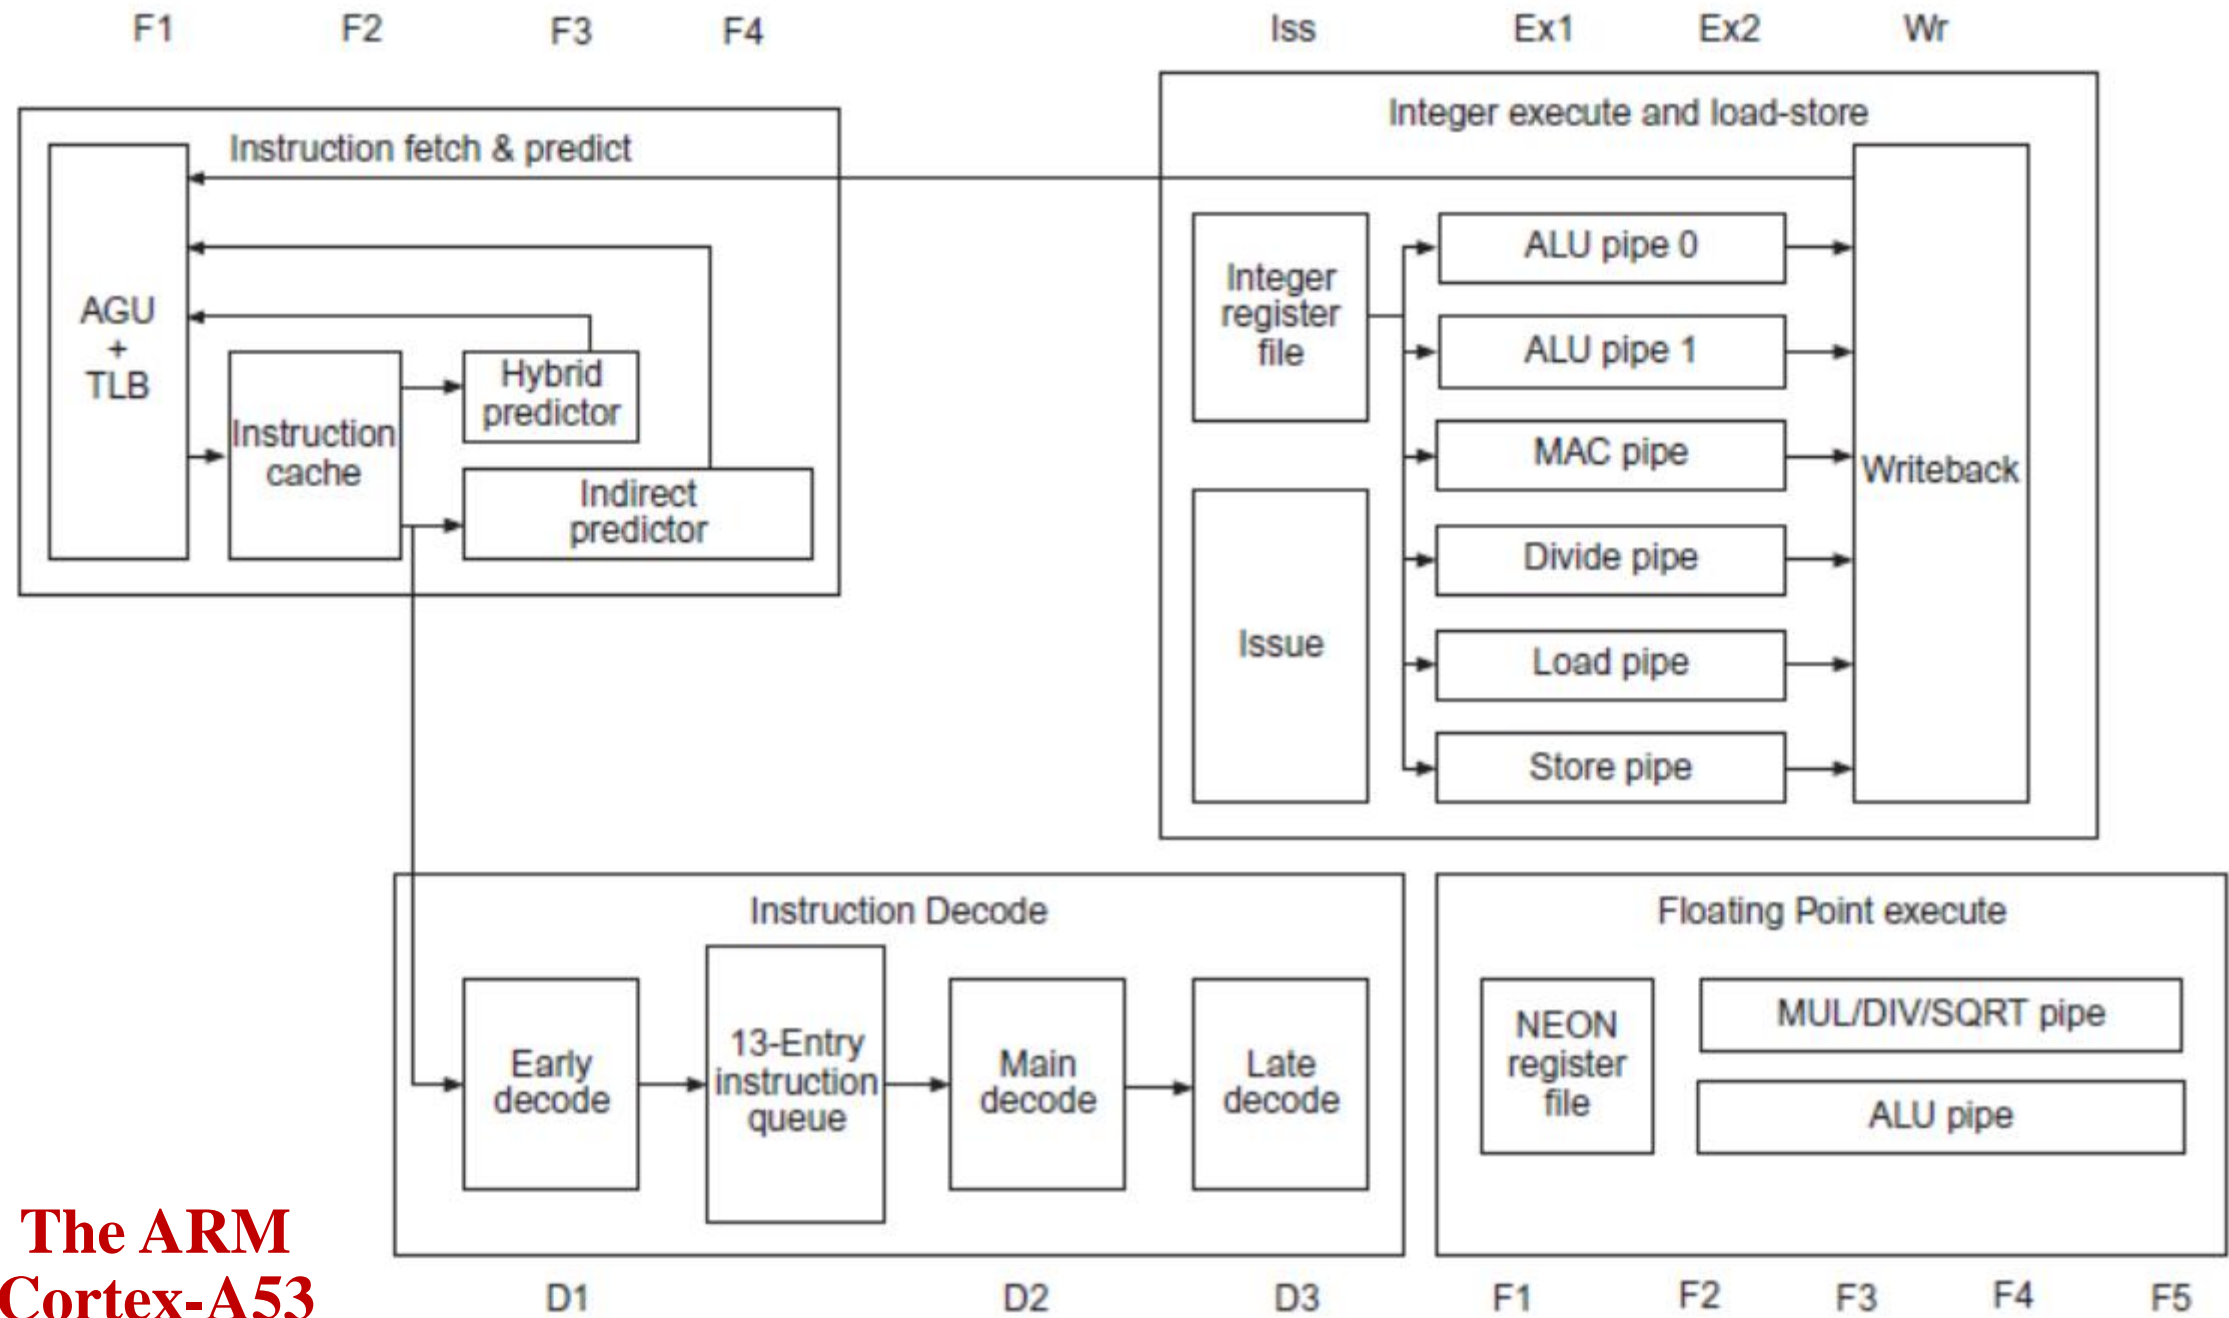 F1 F2 F3 F4 Iss Ex1 Ex2 Wr
Instruction fetch & predict
AGU
+
TLB
Instruction
cache
Hybrid
predictor
Indirect
predictor
Integer execute and load-store
Integer
register
file
Issue
ALU pipe 0
ALU pipe 1
MAC pipe
Divide pipe
Load pipe
Store pipe
Writeback
Instruction Decode
Early
decode
13-Entry
instruction
queue
Main
decode
Late
decode
Floating Point execute
NEON
register
file
MUL/DIV/SQRT pipe
ALU pipe
The ARM
Cortex-A53
D1 D2 D3 F1 F2 F3 F4 F5